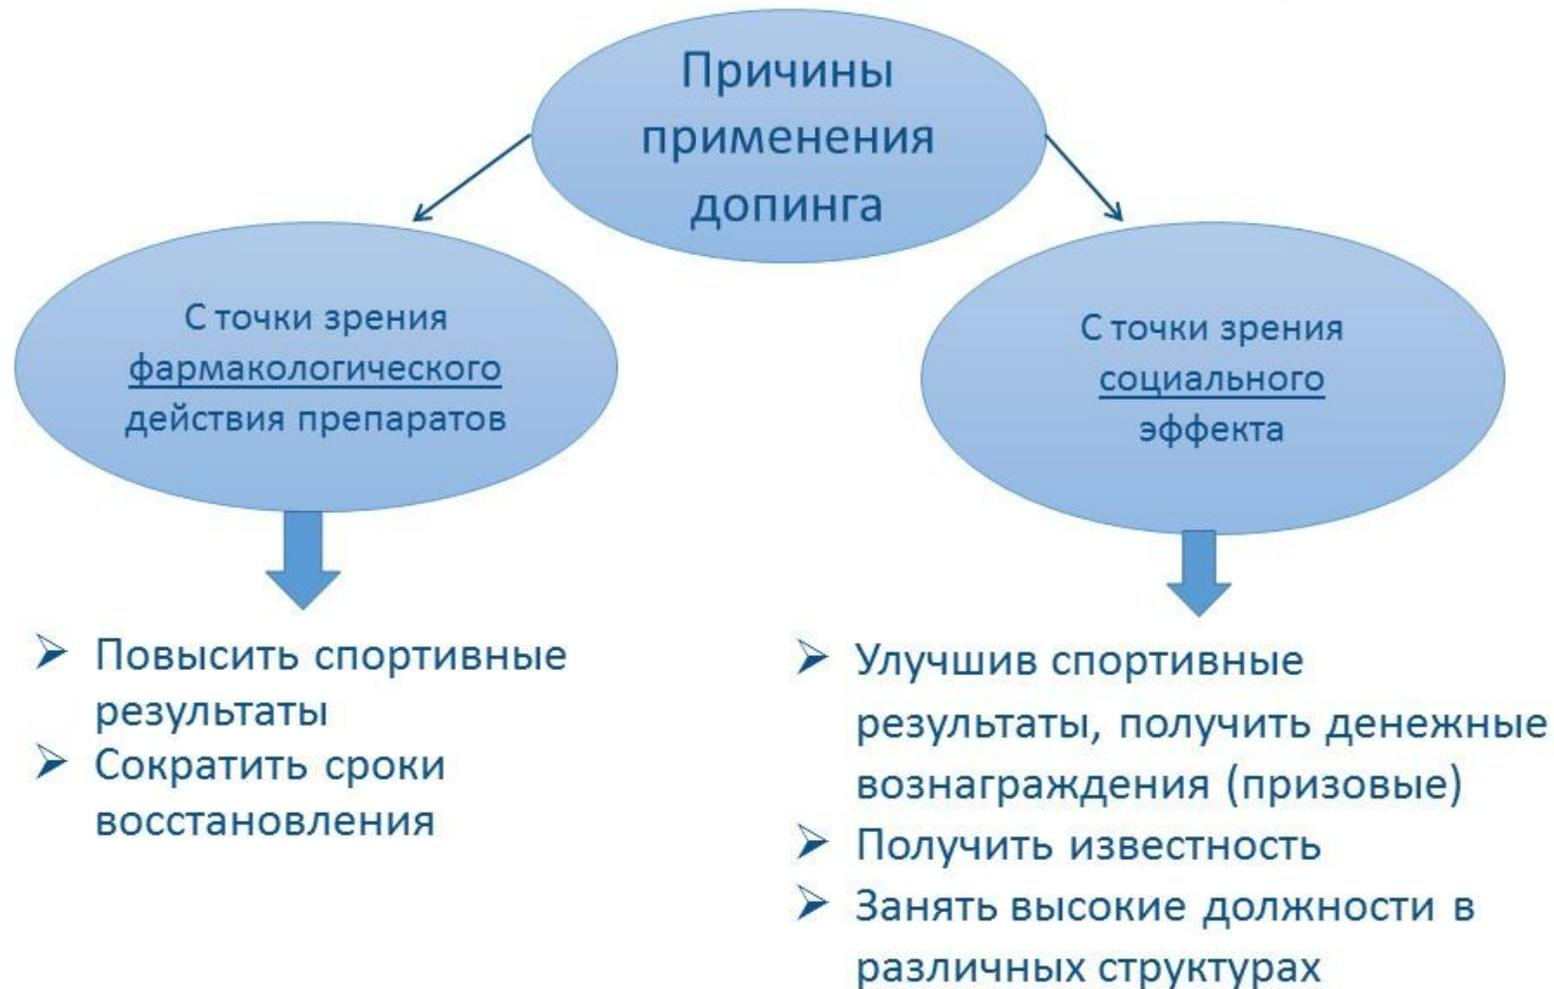 Причины
применения
допинга
С точки зрения
фармакологического
действия препаратов
С точки зрения
социального
эффекта
Повысить спортивные
результаты
Сократить сроки
восстановления
Улучшив спортивные
результаты, получить денежные
вознаграждения (призовые)
Получить известность
Занять высокие должности в
различных структурах